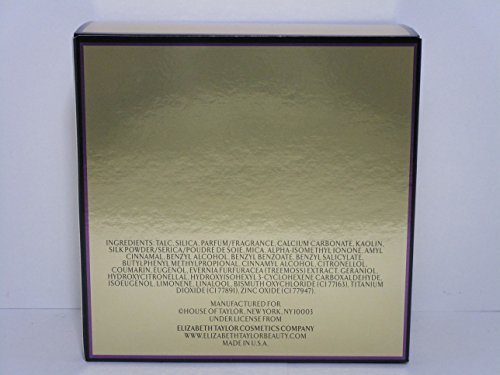 INGREDIENTS: TALC, SILICA, PARFUM/FRAGRANCE, CALCIUM CARBONATE, KAOLIN,
SILK POWDER/SERICA/POUDRE DE SOIE, MICA, ALPHA-ISOMETHYL IONONE, AMYL
CINNAMAL, BENZYL ALCOHOL, BENZYL BENZOATE, BENZYL SALICYLATE,
BUTYLPHENYL METHYLPROPIONAL, CINNAMYL ALCOHOL, CITRONELLOL,
COUMARIN, EUGENOL, EVERNIA FURFURACEA (TREEMOSS) EXTRACT, GERANIOL,
HYDROXYCITRONELLAL, HYDROXYISOHEXYL 3-CYCLOHEXENE CARBOXALDEHYDE,
ISOEUGENOL, LIMONENE, LINALOOL, BISMUTH OXYCHLORIDE (CI 77163), TITANIUM
DIOXIDE (CI 77891), ZINC OXIDE (CI 77947).
MANUFACTURED FOR
©HOUSE OF TAYLOR, NEW YORK, NY 10003
UNDER LICENSE FROM
ELIZABETH TAYLOR COSMETICS COMPANY
WWW.ELIZABETHTAYLORBEAUTY.COM
MADE IN U.S.A.